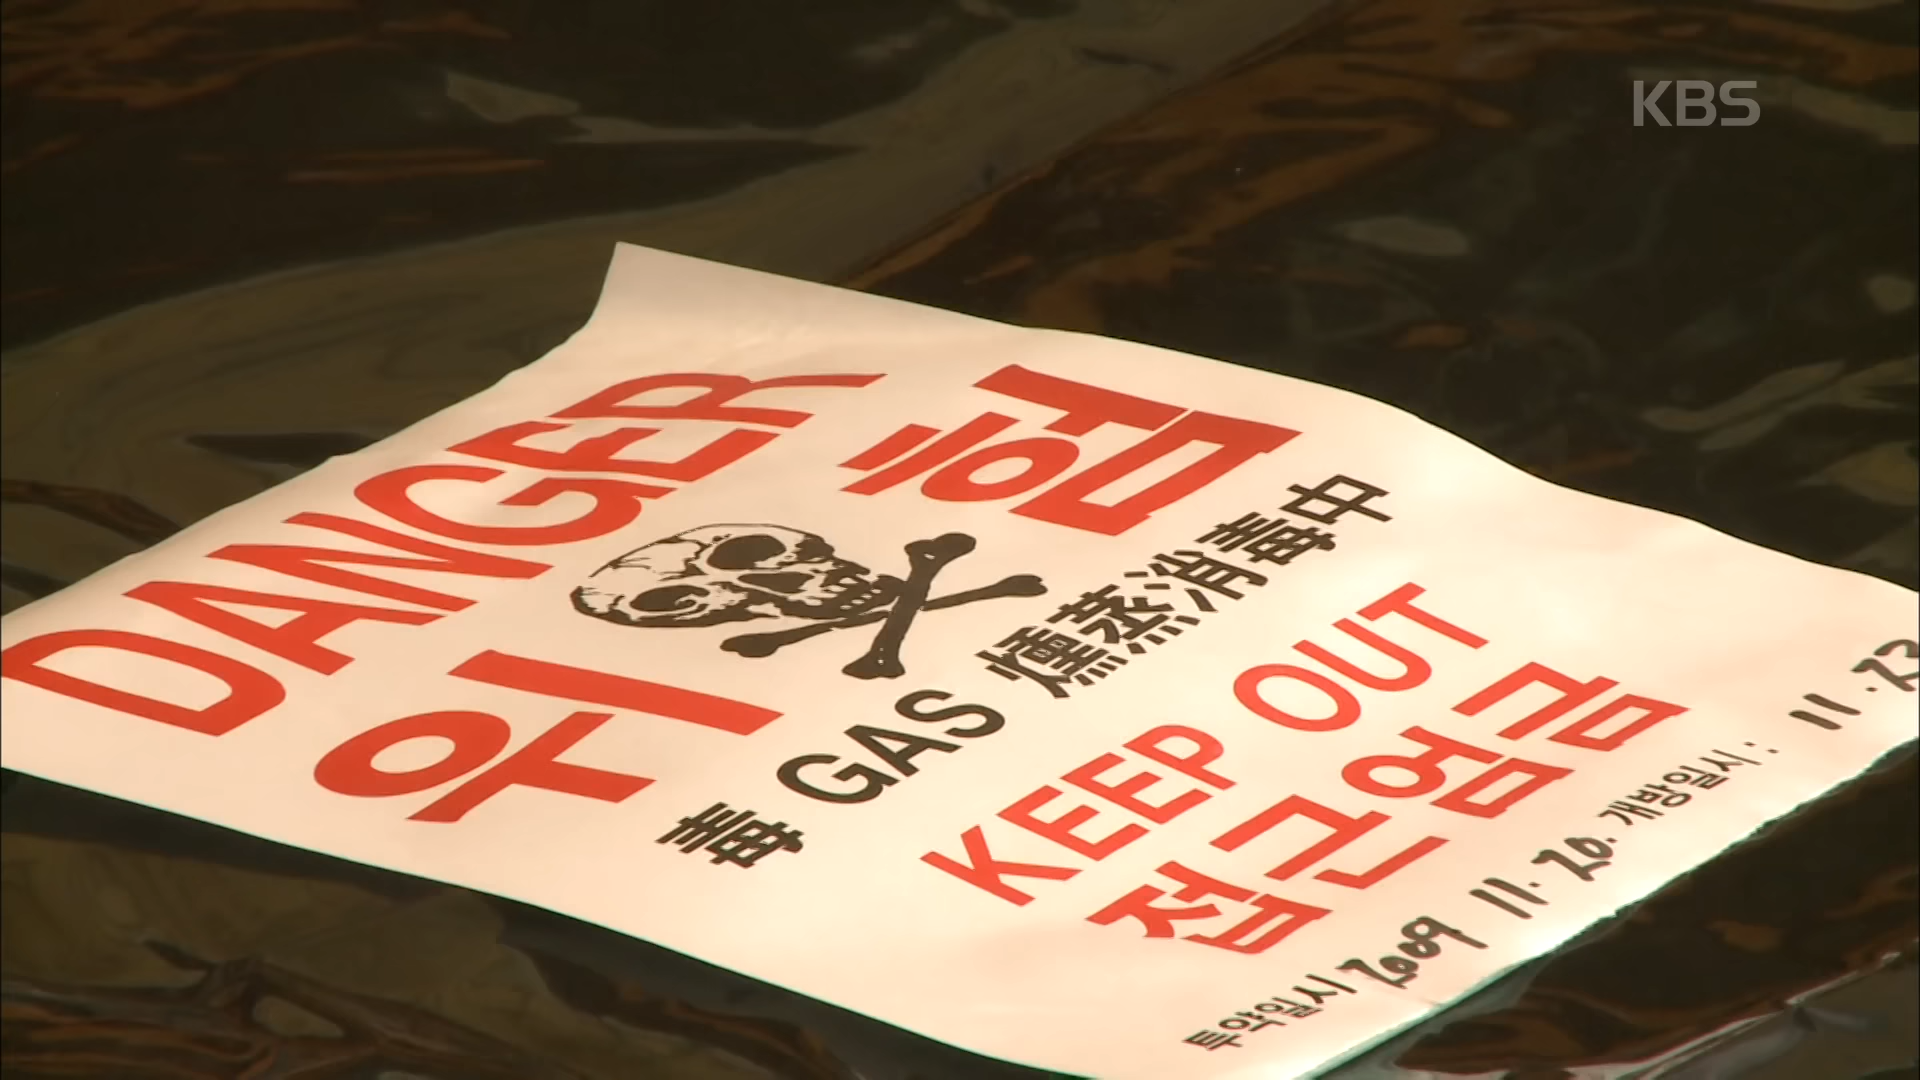 KBS
DANGER
위험
毒 GAS 燻蒸消毒中
KEEP OUT
접근엄금
투약일시 2009. 11. 20. 개방일시: 11. 23